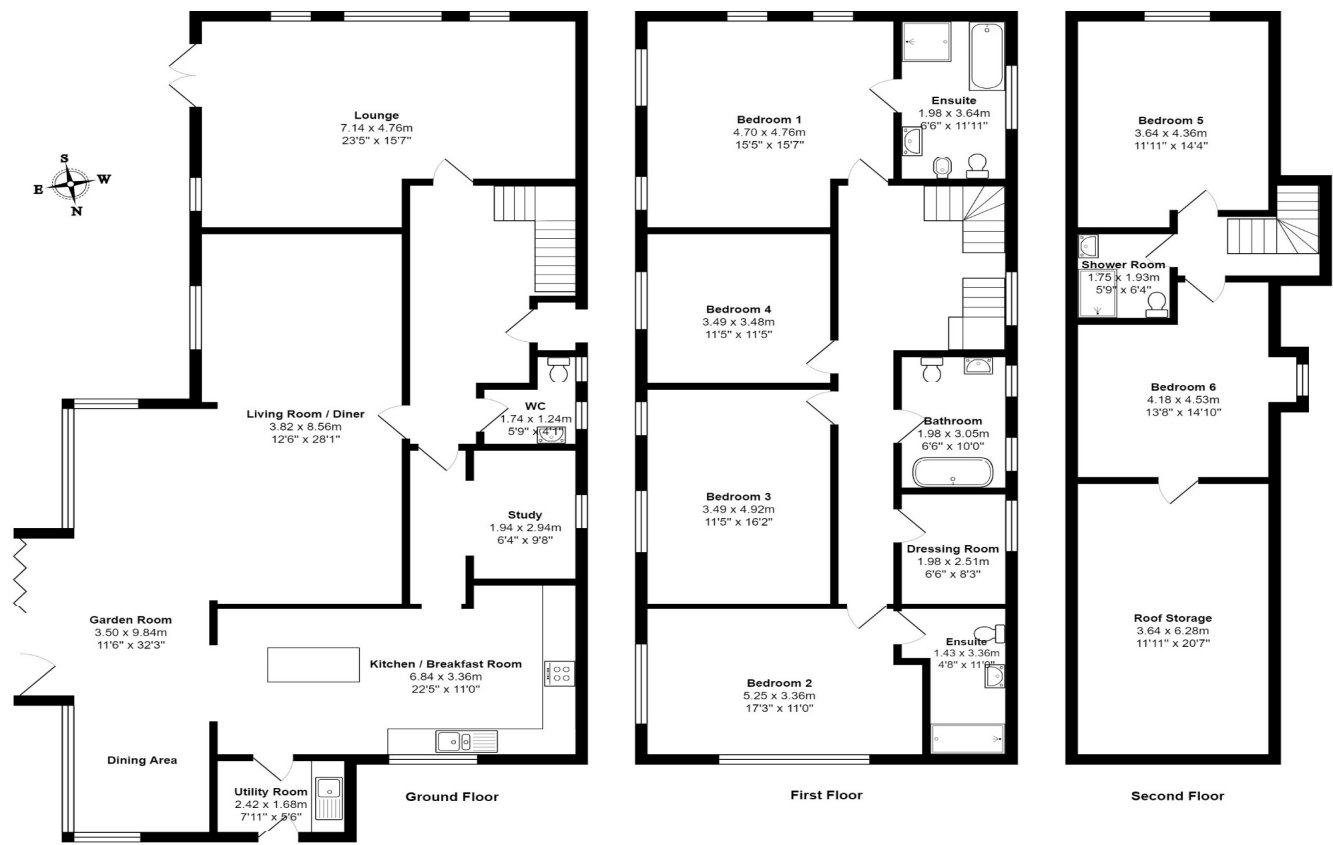 S
E
W
N
Lounge
7.14 x 4.76m
23'5" x 15'7"
Living Room / Diner
3.82 x 8.56m
12'6" x 28'1"
WC
1.74 x 1.24m
5'9" x 4'1"
Study
1.94 x 2.94m
6'4" x 9'8"
Garden Room
3.50 x 9.84m
11'6" x 32'3"
Kitchen / Breakfast Room
6.84 x 3.36m
22'5" x 11'0"
Dining Area
Utility Room
2.42 x 1.68m
7'11" x 5'6"
Ground Floor
Bedroom 1
4.70 x 4.76m
15'5" x 15'7"
Ensuite
1.98 x 3.64m
6'6" x 11'11"
Bedroom 4
3.49 x 3.48m
11'5" x 11'5"
Bathroom
1.98 x 3.05m
6'6" x 10'0"
Bedroom 3
3.49 x 4.92m
11'5" x 16'2"
Dressing Room
1.98 x 2.51m
6'6" x 8'3"
Ensuite
1.43 x 3.36m
4'8" x 11'0"
Bedroom 2
5.25 x 3.36m
17'3" x 11'0"
First Floor
Bedroom 5
3.64 x 4.36m
11'11" x 14'4"
Shower Room
1.75 x 1.93m
5'9" x 6'4"
Bedroom 6
4.18 x 4.53m
13'8" x 14'10"
Roof Storage
3.64 x 6.28m
11'11" x 20'7"
Second Floor